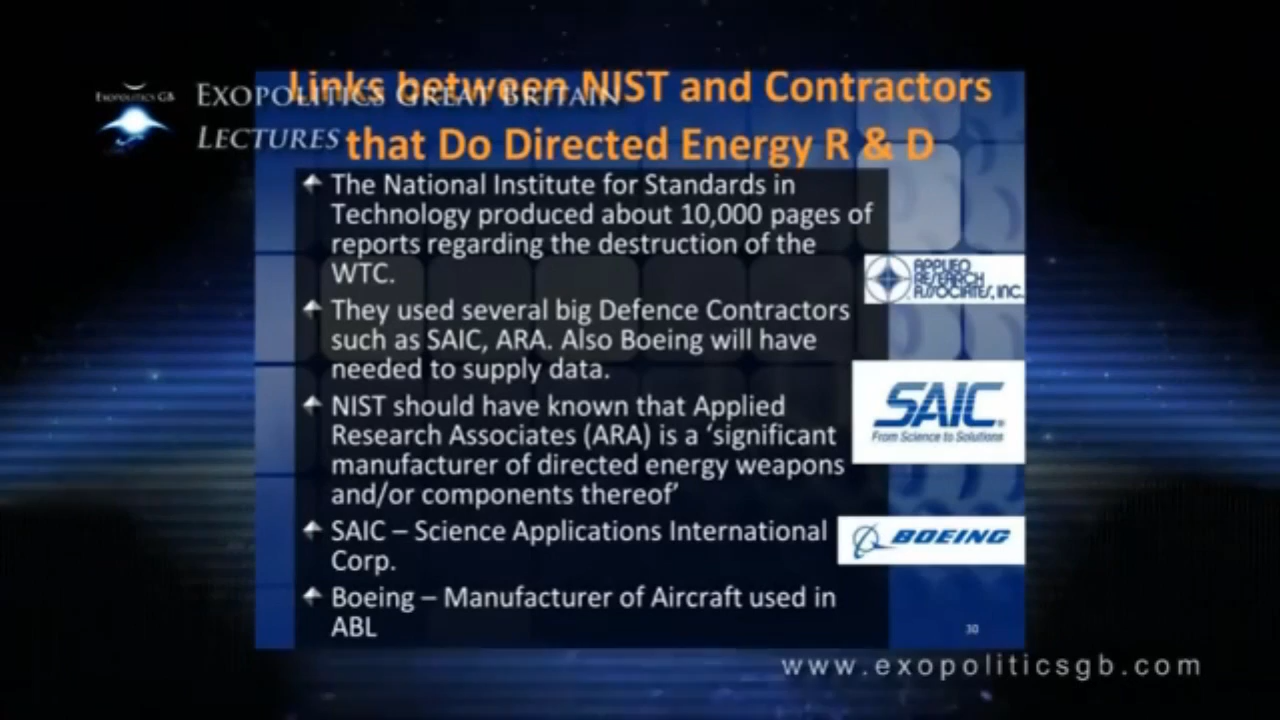 Links between NIST and Contractors
that Do Directed Energy R & D
EXOPOLITICS GB
EXOPOLITICS GREAT BRITAIN
LECTURES
The National Institute for Standards in
Technology produced about 10,000 pages of
reports regarding the destruction of the
WTC.
They used several big Defence Contractors
such as SAIC, ARA. Also Boeing will have
needed to supply data.
NIST should have known that Applied
Research Associates (ARA) is a ‘significant
manufacturer of directed energy weapons
and/or components thereof’
SAIC – Science Applications International
Corp.
Boeing – Manufacturer of Aircraft used in
ABL
APPLIED
RESEARCH
ASSOCIATES, INC.
SAIC
From Science to Solutions
BOEING
30
www.exopoliticsgb.com